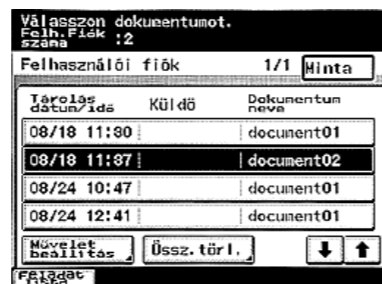 Válasszon dokumentumot.
Felh.Fiók
száma :2
Felhasználói fiók 1/1 Minta
Tárolás
dátum/idő Küldő Dokumentum
neve
08/18 11:30 document01
08/18 11:37 document02
08/24 10:47 document01
08/24 12:41 document01
Művelet
beállítás Össz.törl.
Feladat
lista